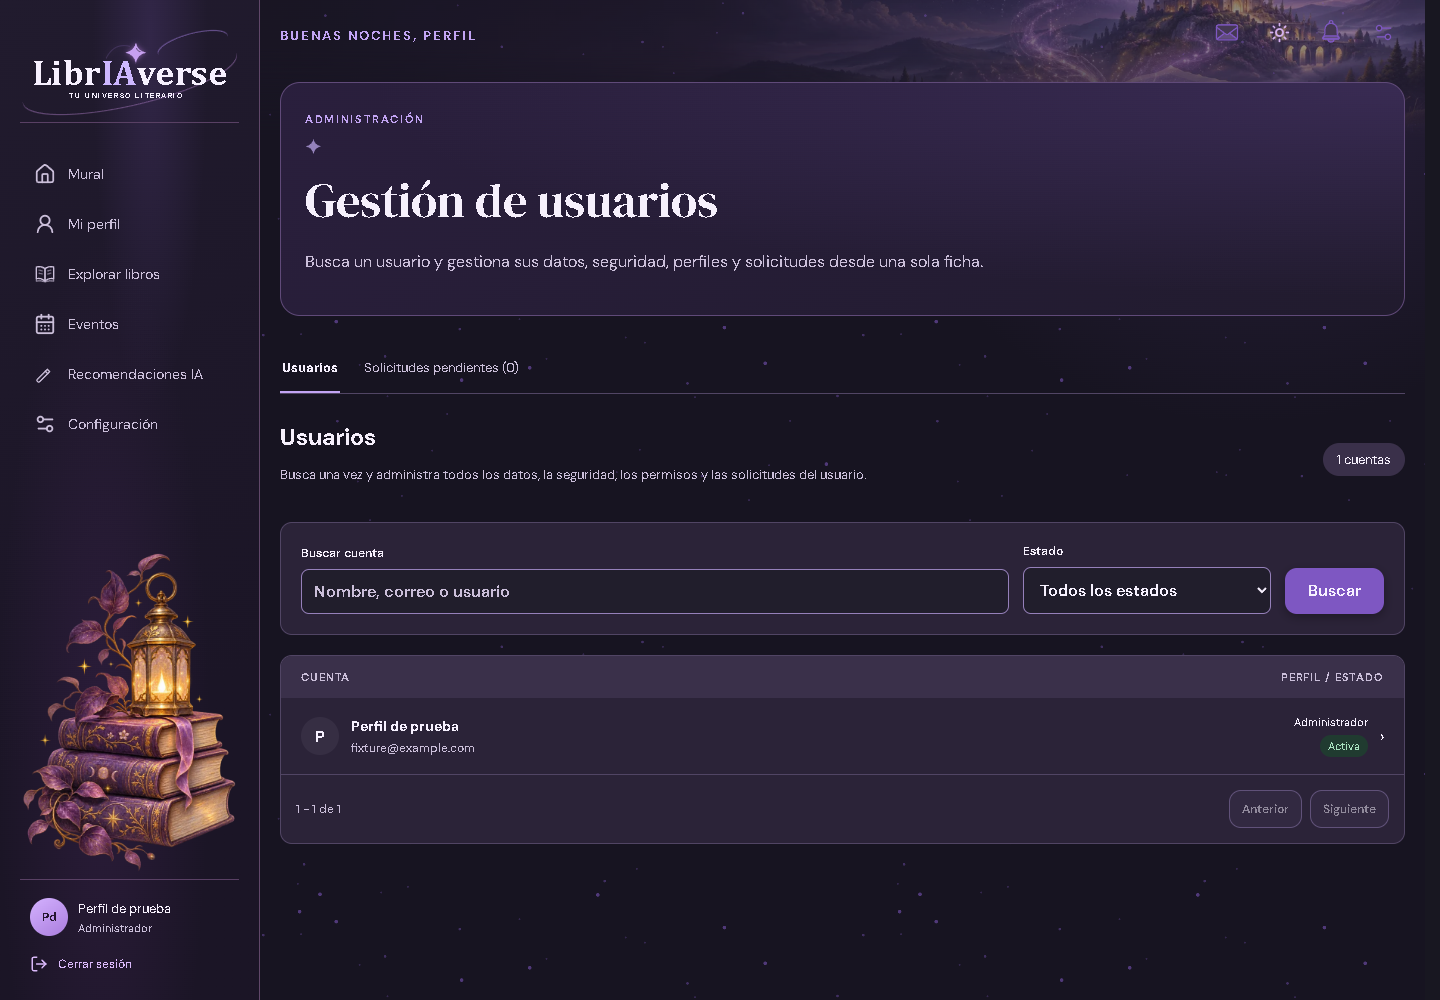 LibrIAverse
TU UNIVERSO LITERARIO
Mural
Mi perfil
Explorar libros
Eventos
Recomendaciones IA
Configuración
Pd
Perfil de prueba
Administrador
Cerrar sesión
BUENAS NOCHES, PERFIL
ADMINISTRACIÓN
Gestión de usuarios
Busca un usuario y gestiona sus datos, seguridad, perfiles y solicitudes desde una sola ficha.
Usuarios
Solicitudes pendientes (0)
Usuarios
Busca una vez y administra todos los datos, la seguridad, los permisos y las solicitudes del usuario.
1 cuentas
Buscar cuenta
Nombre, correo o usuario
Estado
Todos los estados
Buscar
CUENTA
PERFIL / ESTADO
P
Perfil de prueba
fixture@example.com
Administrador
Activa
›
1–1 de 1
Anterior
Siguiente